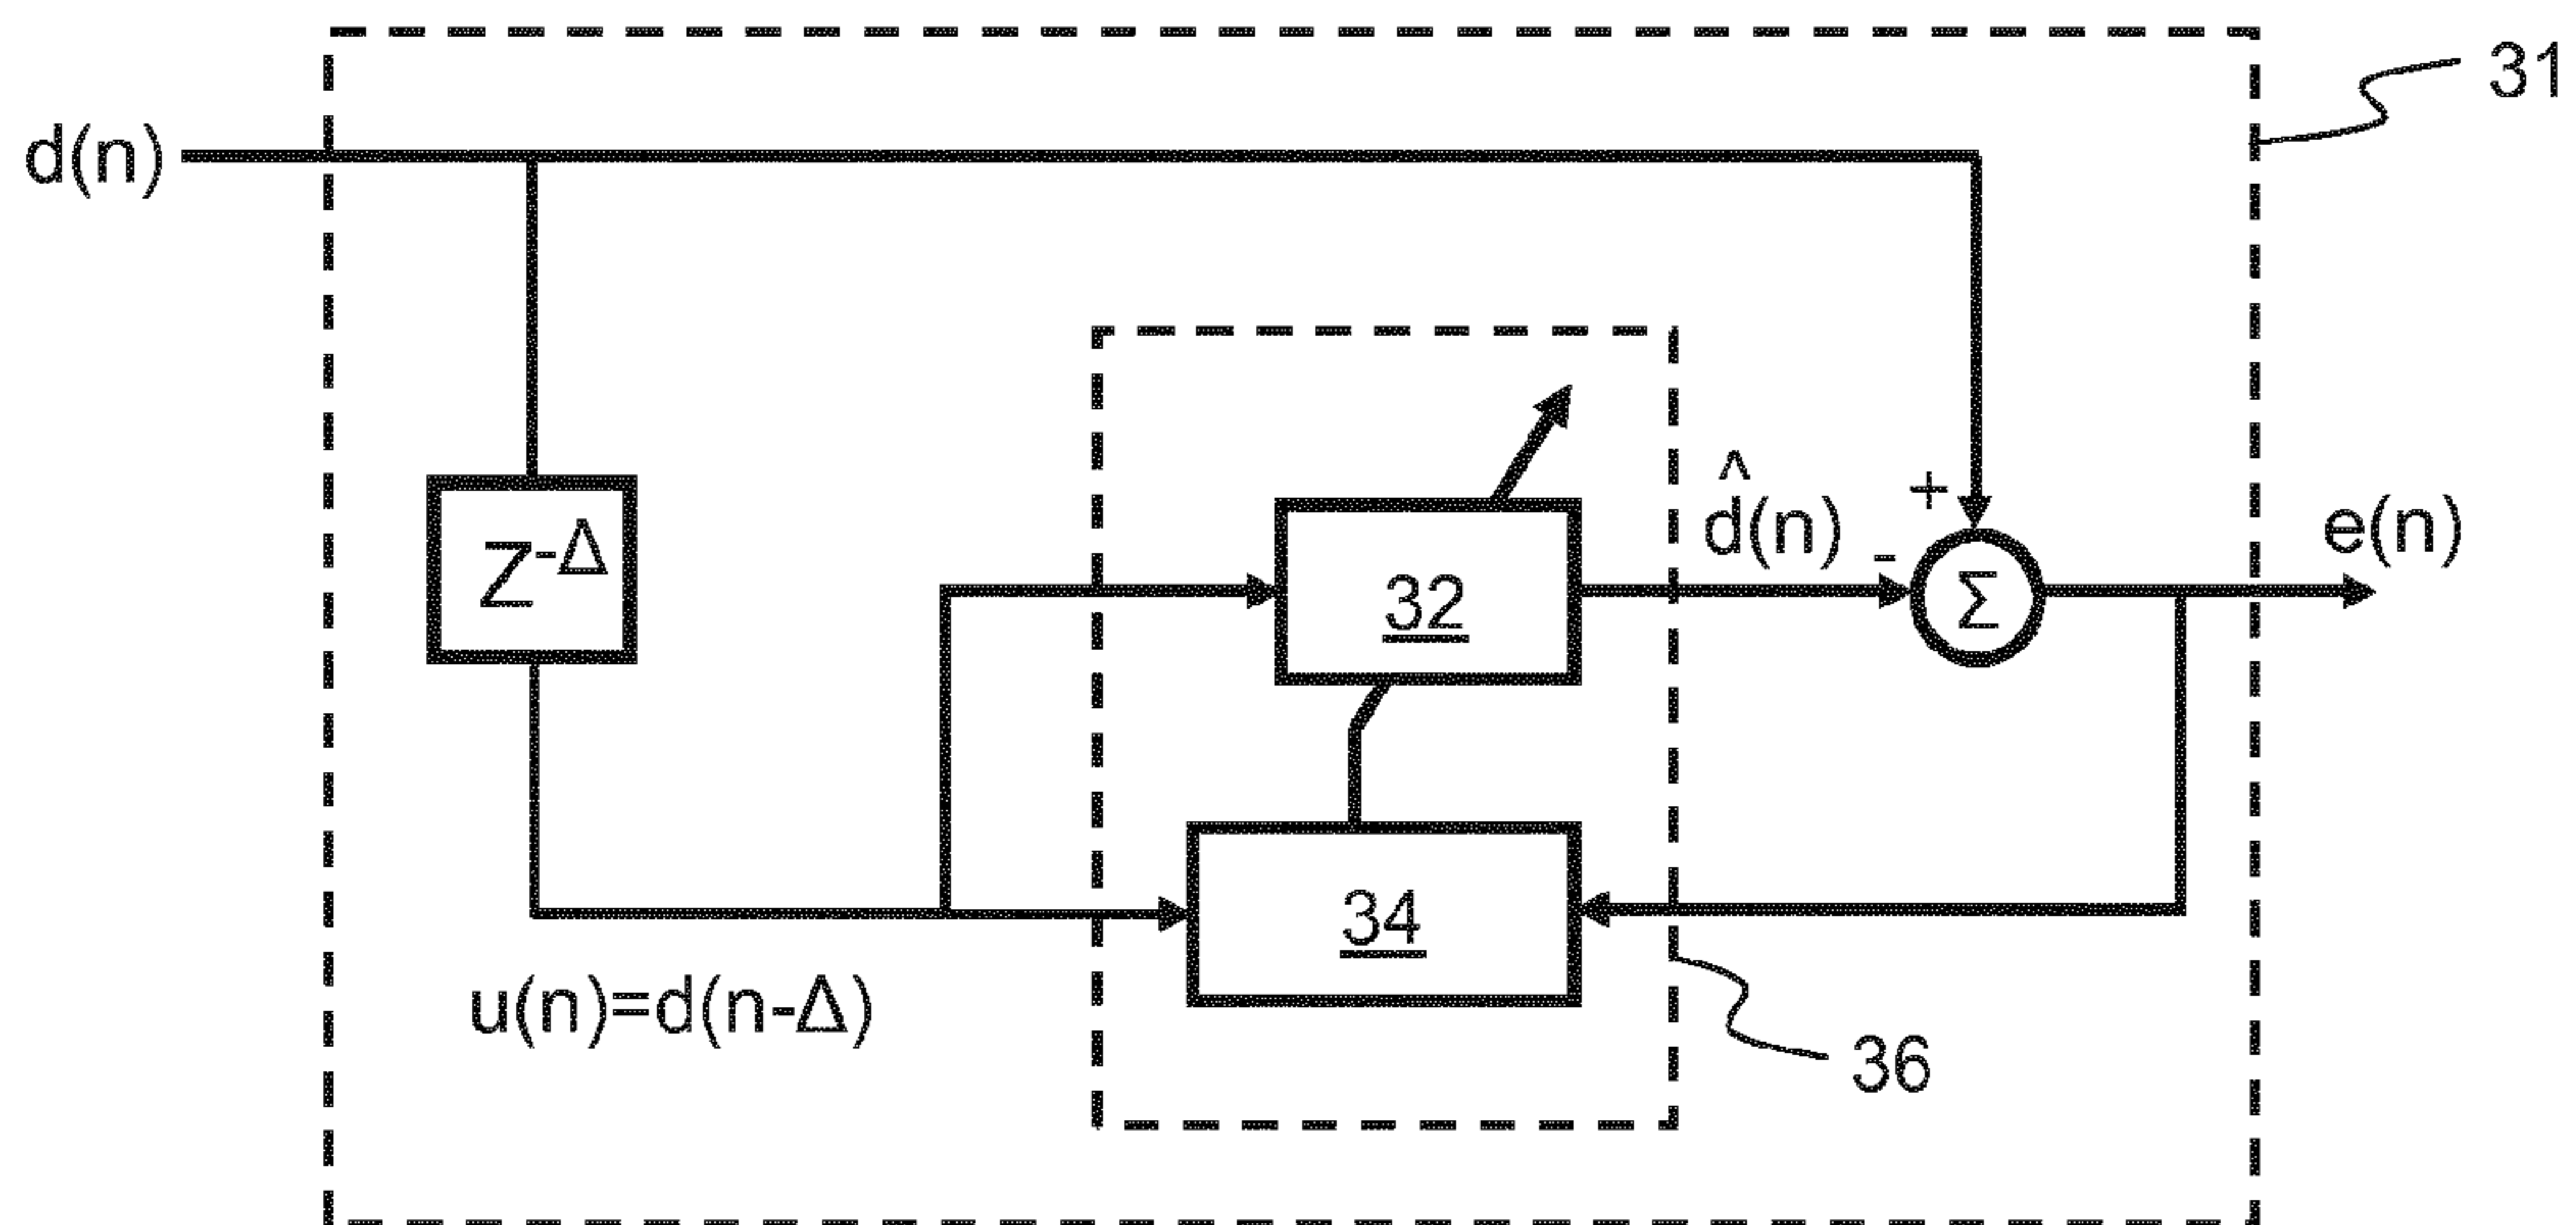 31
d(n)
Z^-Δ
32
d̂(n)
+
-
Σ
e(n)
34
u(n)=d(n-Δ)
36